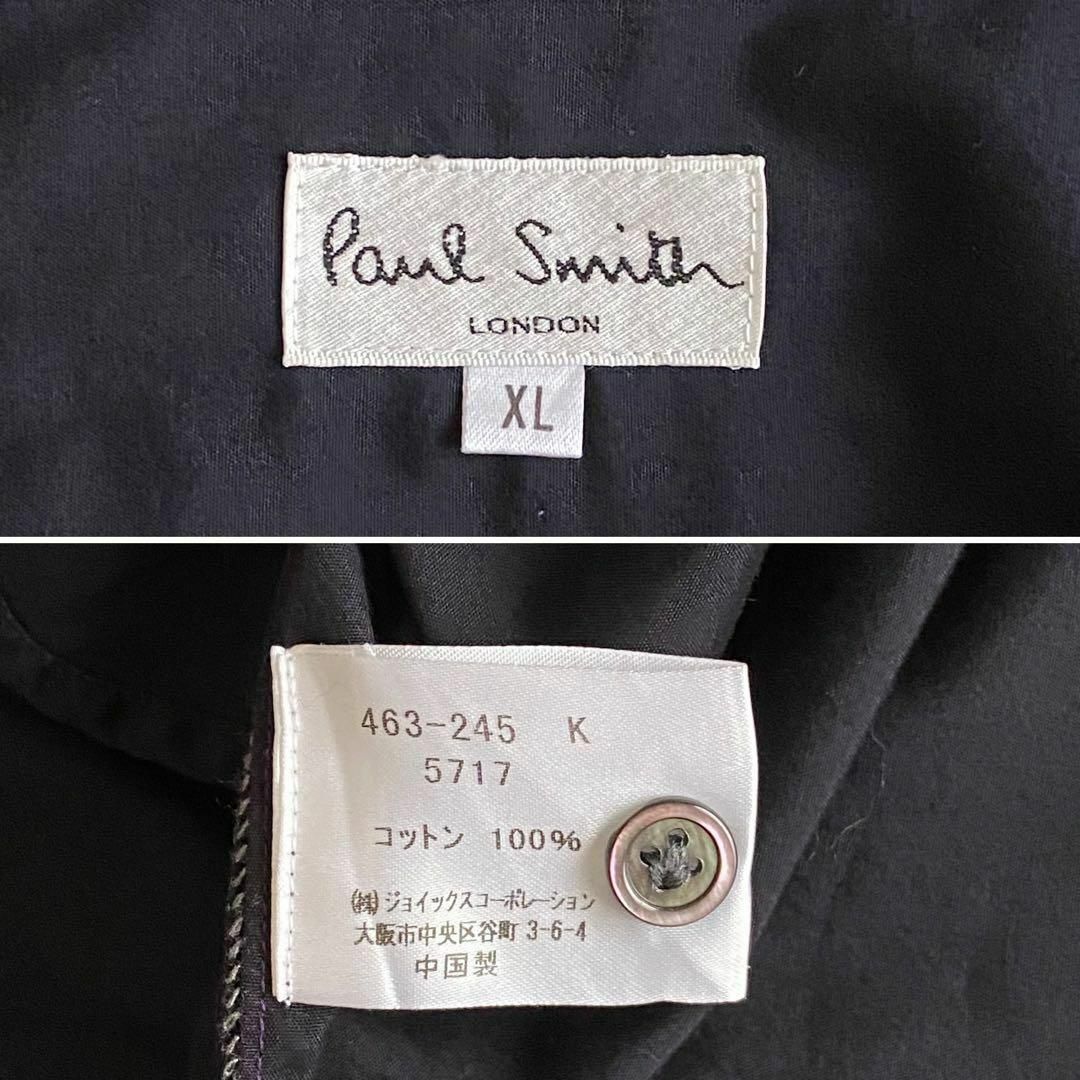 Paul Smith
LONDON
XL
463-245 K
5717
コットン 100%
㈱ジョイックスコーポレーション
大阪市中央区谷町 3-6-4
中国製